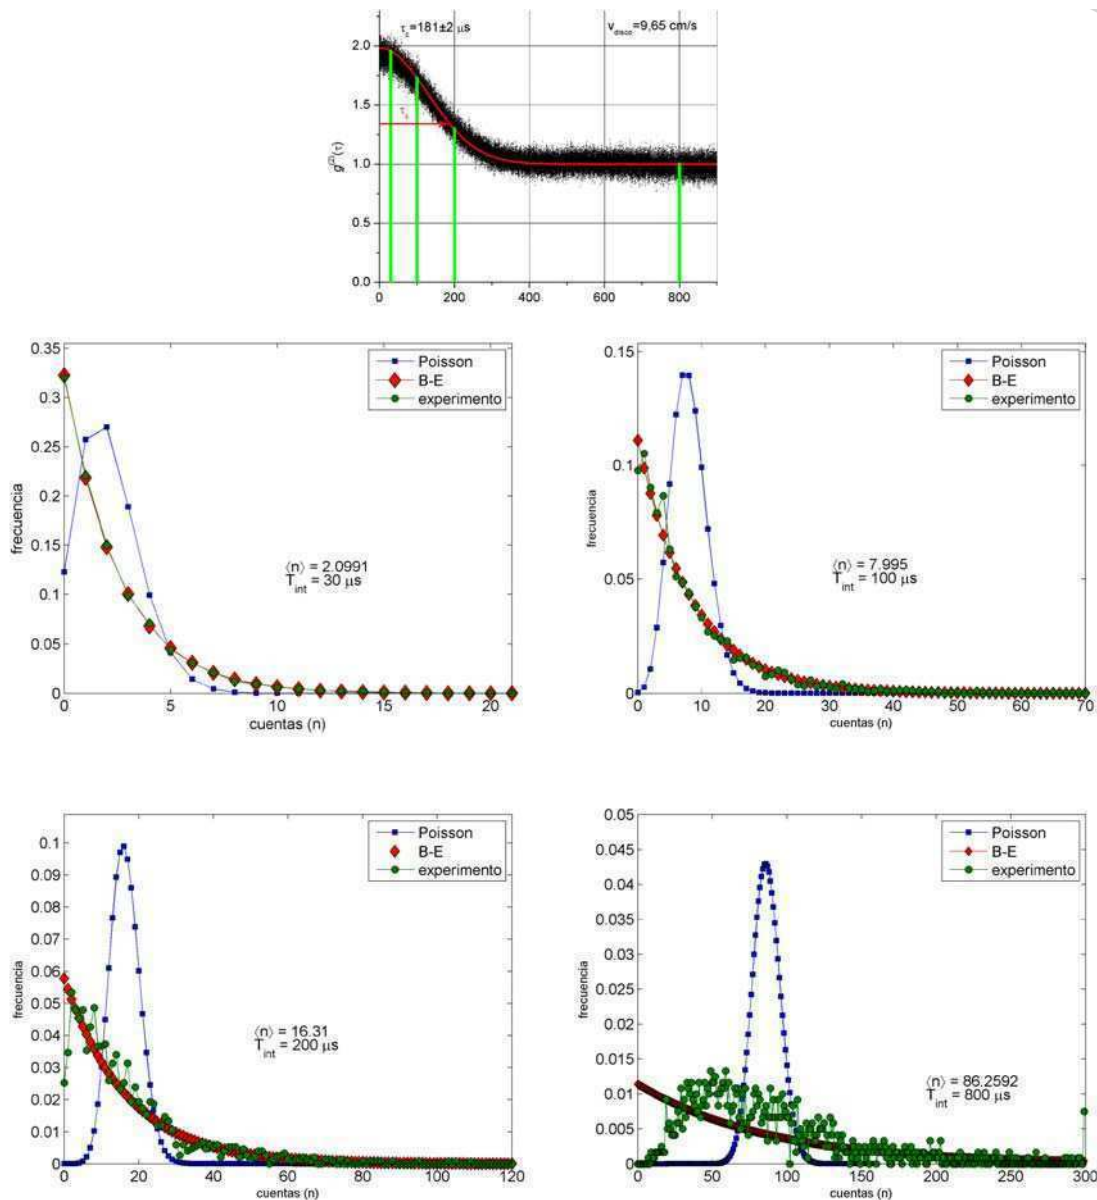 τc=181±2 μs
v disco =9,65 cm/s
2.0
1.5
1.0
0.5
0.0
g(2)(τ)
0 200 400 600 800
0.35
0.3
0.25
0.2
0.15
0.1
0.05
0
frecuencia
Poisson
B-E
experimento
⟨n⟩ = 2.0991
Tint = 30 μs
0 5 10 15 20
cuentas (n)
0.15
0.1
0.05
0
frecuencia
Poisson
B-E
experimento
⟨n⟩ = 7.995
Tint = 100 μs
0 10 20 30 40 50 60 70
cuentas (n)
0.1
0.09
0.08
0.07
0.06
0.05
0.04
0.03
0.02
0.01
0
frecuencia
Poisson
B-E
experimento
⟨n⟩ = 16.31
Tint = 200 μs
0 20 40 60 80 100 120
cuentas (n)
0.05
0.045
0.04
0.035
0.03
0.025
0.02
0.015
0.01
0.005
0
frecuencia
Poisson
B-E
experimento
⟨n⟩ = 86.2592
Tint = 800 μs
0 50 100 150 200 250 300
cuentas (n)